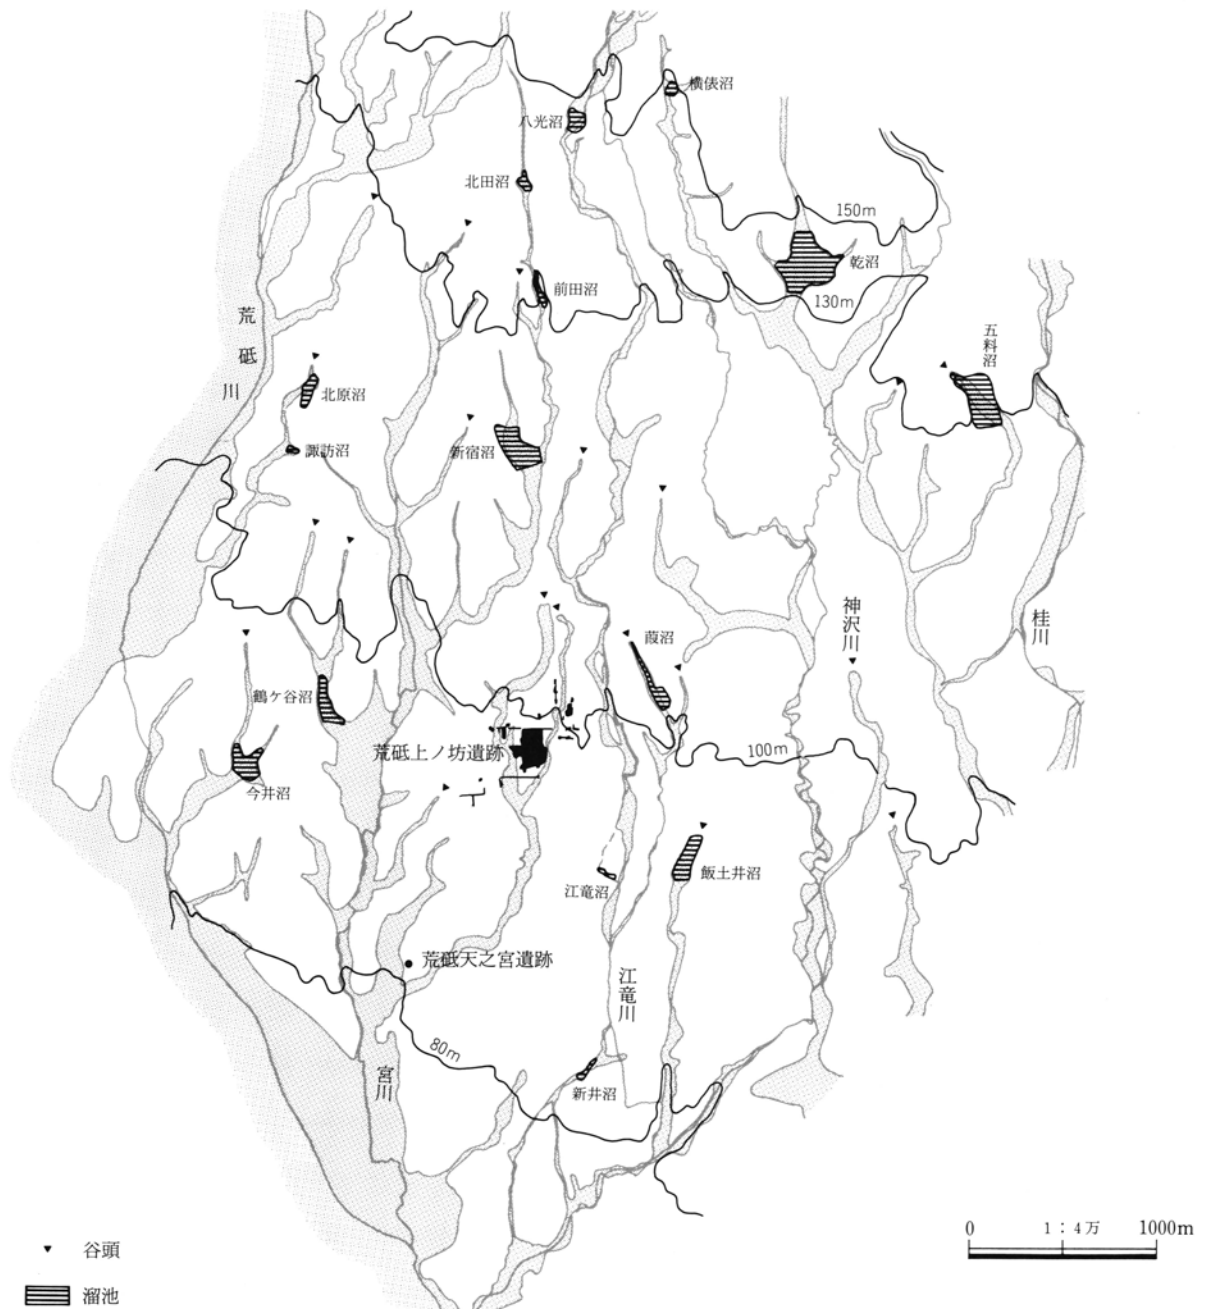 横俵沼
八光沼
北田沼
150m
乾沼
前田沼
130m
荒砥川
五料沼
北原沼
諏訪沼
新宿沼
神沢川
桂川
葭沼
鶴ケ谷沼
荒砥上ノ坊遺跡
100m
今井沼
飯土井沼
江竜沼
荒砥天之宮遺跡
江竜川
80m
宮川
新井沼
0 1:4万 1000m
谷頭
溜池